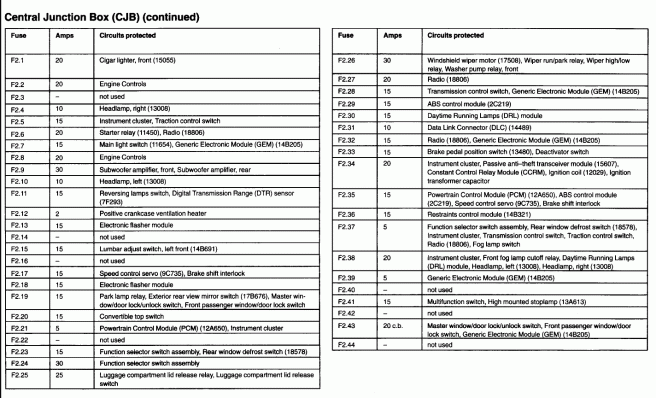 Central Junction Box (CJB) (continued)
Fuse Amps Circuits protected
F2.1 20 Cigar lighter, front (15055)
F2.2 20 Engine Controls
F2.3 – not used
F2.4 10 Headlamp, right (13008)
F2.5 15 Instrument cluster, Traction control switch
F2.6 20 Starter relay (11450), Radio (18806)
F2.7 15 Main light switch (11654), Generic Electronic Module (GEM) (14B205)
F2.8 20 Engine Controls
F2.9 30 Subwoofer amplifier, front, Subwoofer amplifier, rear
F2.10 10 Headlamp, left (13008)
F2.11 15 Reversing lamps switch, Digital Transmission Range (DTR) sensor
(7F293)
F2.12 2 Positive crankcase ventilation heater
F2.13 15 Electronic flasher module
F2.14 – not used
F2.15 15 Lumbar adjust switch, left front (14B691)
F2.16 – not used
F2.17 15 Speed control servo (9C735), Brake shift interlock
F2.18 15 Electronic flasher module
F2.19 15 Park lamp relay, Exterior rear view mirror switch (17B676), Master win-
dow/door lock/unlock switch, Front passenger window/door lock switch
F2.20 15 Convertible top switch
F2.21 5 Powertrain Control Module (PCM) (12A650), Instrument cluster
F2.22 – not used
F2.23 15 Function selector switch assembly, Rear window defrost switch (18578)
F2.24 30 Function selector switch assembly
F2.25 25 Luggage compartment lid release relay, Luggage compartment lid release
switch
Fuse Amps Circuits protected
F2.26 30 Windshield wiper motor (17508), Wiper run/park relay, Wiper high/low
relay, Washer pump relay, front
F2.27 20 Radio (18806)
F2.28 15 Transmission control switch, Generic Electronic Module (GEM) (14B205)
F2.29 15 ABS control module (2C219)
F2.30 15 Daytime Running Lamps (DRL) module
F2.31 10 Data Link Connector (DLC) (14489)
F2.32 15 Radio (18806), Generic Electronic Module (GEM) (14B205)
F2.33 15 Brake pedal position switch (13480), Deactivator switch
F2.34 20 Instrument cluster, Passive anti–theft transceiver module (15607),
Constant Control Relay Module (CCRM), Ignition coil (12029), Ignition
transformer capacitor
F2.35 15 Powertrain Control Module (PCM) (12A650), ABS control module
(2C219), Speed control servo (9C735), Brake shift interlock
F2.36 15 Restraints control module (14B321)
F2.37 5 Function selector switch assembly, Rear window defrost switch (18578),
Instrument cluster, Transmission control switch, Traction control switch,
Radio (18806), Fog lamp switch
F2.38 20 Instrument cluster, Front fog lamp cutoff relay, Daytime Running Lamps
(DRL) module, Headlamp, left (13008), Headlamp, right (13008)
F2.39 5 Generic Electronic Module (GEM) (14B205)
F2.40 – not used
F2.41 15 Multifunction switch, High mounted stoplamp (13A613)
F2.42 – not used
F2.43 20 c.b. Master window/door lock/unlock switch, Front passenger window/door
lock switch, Generic Electronic Module (GEM) (14B205)
F2.44 – not used